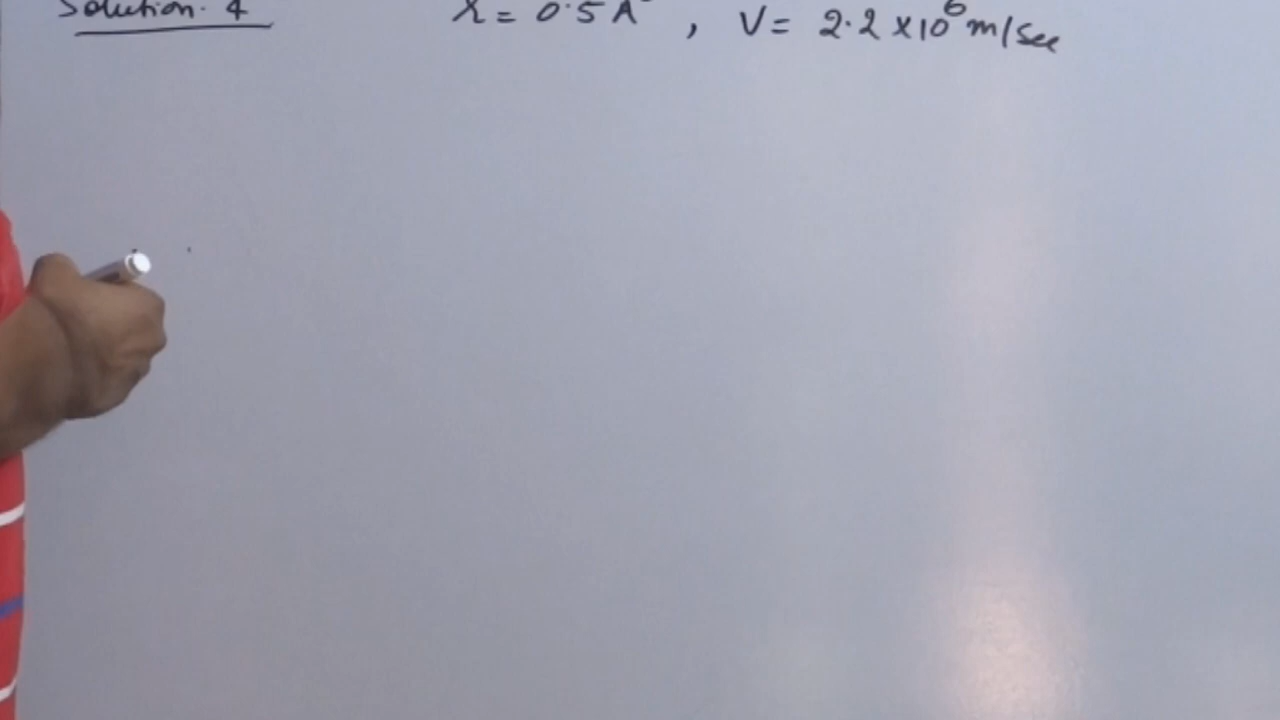 Solution. 4 r = 0.5 A° , V = 2.2 × 10⁶ m/sec